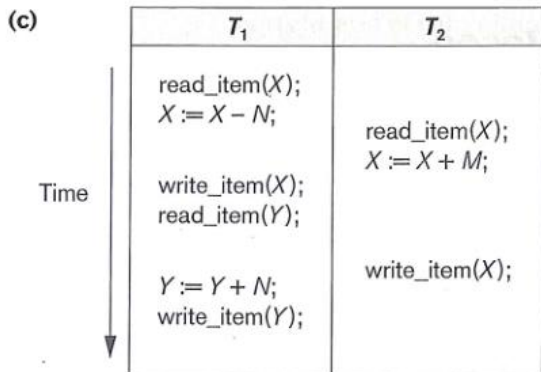 (c)
T1 T2
read_item(X);
X := X – N;
read_item(X);
X := X + M;
Time
write_item(X);
read_item(Y);
write_item(X);
Y := Y + N;
write_item(Y);